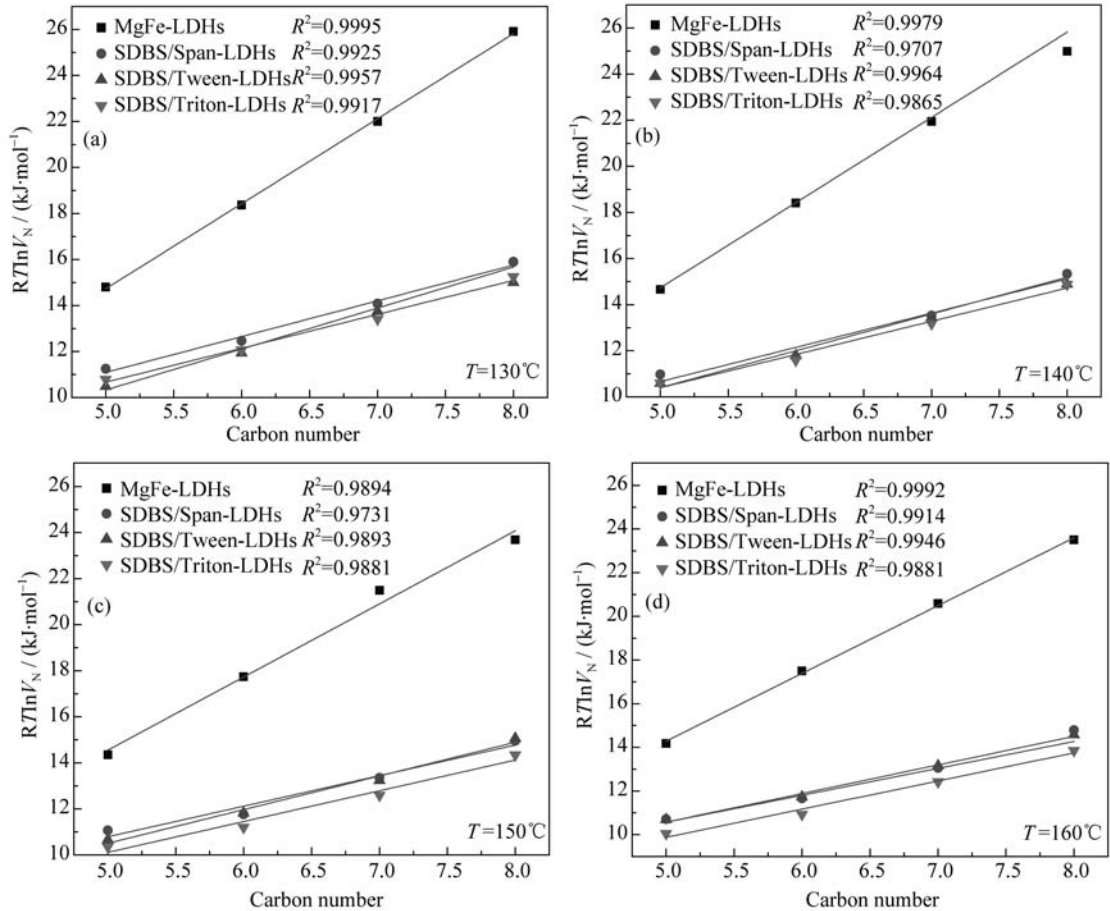 MgFe-LDHs R²=0.9995
SDBS/Span-LDHs R²=0.9925
SDBS/Tween-LDHs R²=0.9957
SDBS/Triton-LDHs R²=0.9917
(a)
T=130℃
26
24
22
20
18
16
14
12
10
RTlnV_N / (kJ·mol⁻¹)
5.0 5.5 6.0 6.5 7.0 7.5 8.0
Carbon number
MgFe-LDHs R²=0.9979
SDBS/Span-LDHs R²=0.9707
SDBS/Tween-LDHs R²=0.9964
SDBS/Triton-LDHs R²=0.9865
(b)
T=140℃
26
24
22
20
18
16
14
12
10
RTlnV_N / (kJ·mol⁻¹)
5.0 5.5 6.0 6.5 7.0 7.5 8.0
Carbon number
MgFe-LDHs R²=0.9894
SDBS/Span-LDHs R²=0.9731
SDBS/Tween-LDHs R²=0.9893
SDBS/Triton-LDHs R²=0.9881
(c)
T=150℃
26
24
22
20
18
16
14
12
10
RTlnV_N / (kJ·mol⁻¹)
5.0 5.5 6.0 6.5 7.0 7.5 8.0
Carbon number
MgFe-LDHs R²=0.9992
SDBS/Span-LDHs R²=0.9914
SDBS/Tween-LDHs R²=0.9946
SDBS/Triton-LDHs R²=0.9881
(d)
T=160℃
26
24
22
20
18
16
14
12
10
RTlnV_N / (kJ·mol⁻¹)
5.0 5.5 6.0 6.5 7.0 7.5 8.0
Carbon number